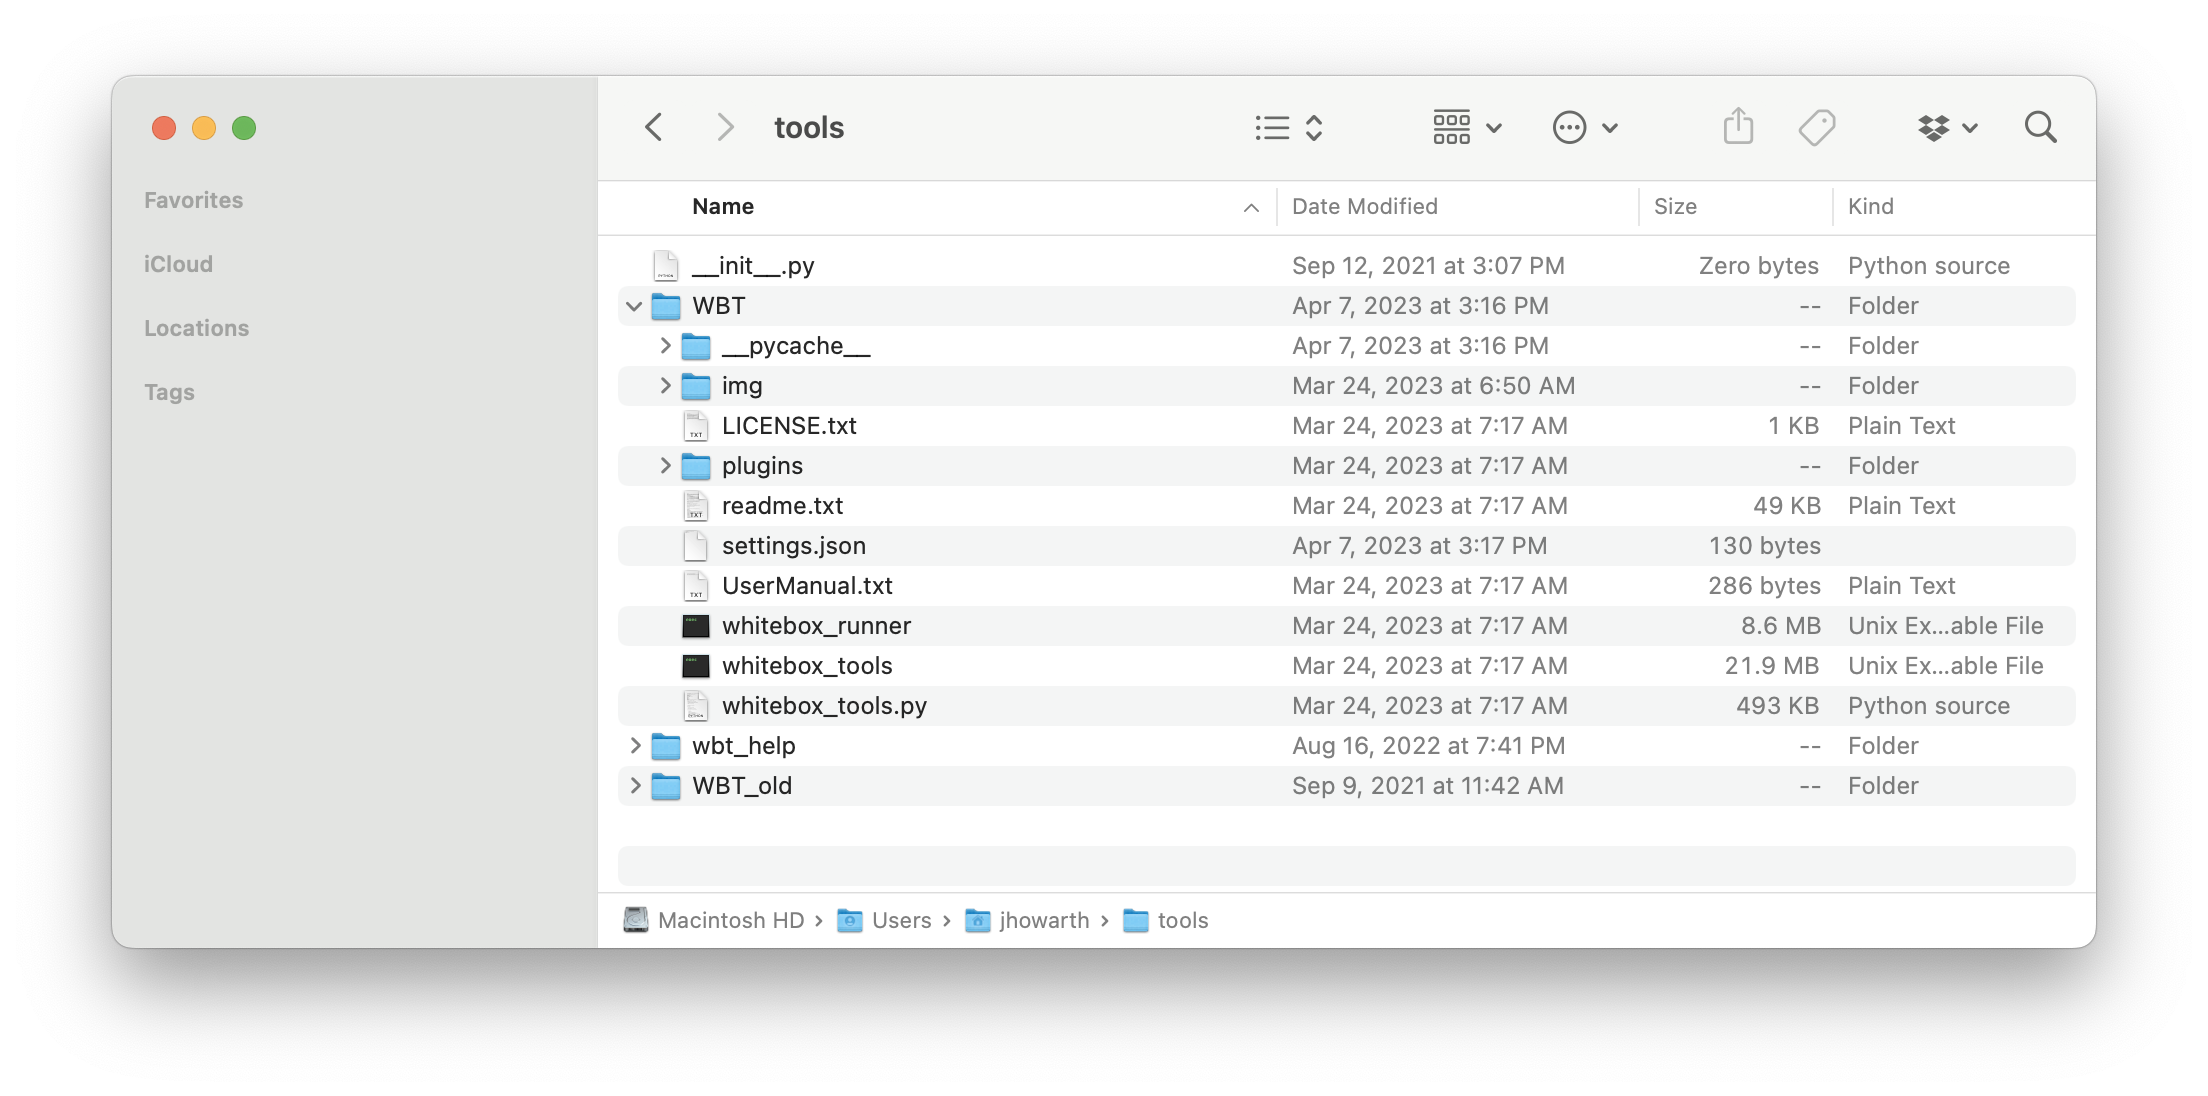 tools
Favorites
iCloud
Locations
Tags
Name Date Modified Size Kind
__init__.py Sep 12, 2021 at 3:07 PM Zero bytes Python source
WBT Apr 7, 2023 at 3:16 PM -- Folder
__pycache__ Apr 7, 2023 at 3:16 PM -- Folder
img Mar 24, 2023 at 6:50 AM -- Folder
LICENSE.txt Mar 24, 2023 at 7:17 AM 1 KB Plain Text
plugins Mar 24, 2023 at 7:17 AM -- Folder
readme.txt Mar 24, 2023 at 7:17 AM 49 KB Plain Text
settings.json Apr 7, 2023 at 3:17 PM 130 bytes
UserManual.txt Mar 24, 2023 at 7:17 AM 286 bytes Plain Text
whitebox_runner Mar 24, 2023 at 7:17 AM 8.6 MB Unix Ex...able File
whitebox_tools Mar 24, 2023 at 7:17 AM 21.9 MB Unix Ex...able File
whitebox_tools.py Mar 24, 2023 at 7:17 AM 493 KB Python source
wbt_help Aug 16, 2022 at 7:41 PM -- Folder
WBT_old Sep 9, 2021 at 11:42 AM -- Folder
Macintosh HD › Users › jhowarth › tools